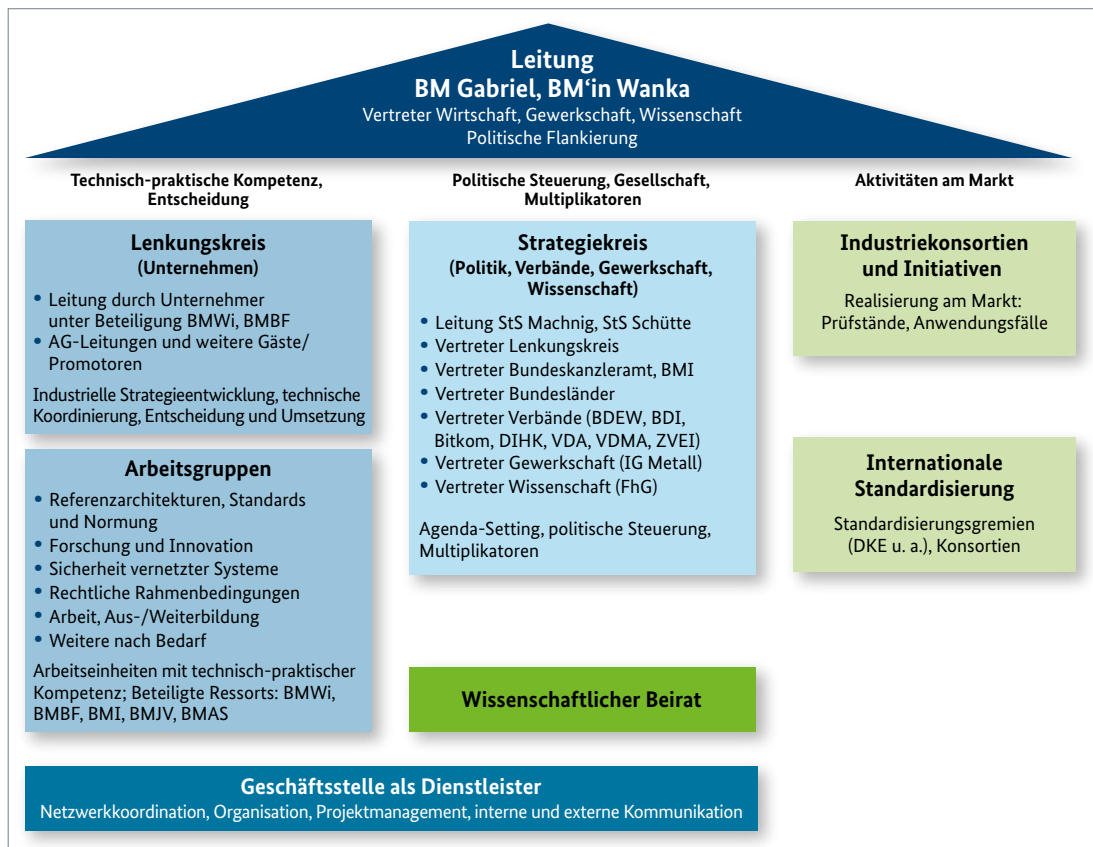 Leitung
BM Gabriel, BM‘in Wanka
Vertreter Wirtschaft, Gewerkschaft, Wissenschaft
Politische Flankierung
Technisch-praktische Kompetenz,
Entscheidung
Lenkungskreis
(Unternehmen)
• Leitung durch Unternehmer
unter Beteiligung BMWi, BMBF
• AG-Leitungen und weitere Gäste/
Promotoren
Industrielle Strategieentwicklung, technische
Koordinierung, Entscheidung und Umsetzung
Arbeitsgruppen
• Referenzarchitekturen, Standards
und Normung
• Forschung und Innovation
• Sicherheit vernetzter Systeme
• Rechtliche Rahmenbedingungen
• Arbeit, Aus-/Weiterbildung
• Weitere nach Bedarf
Arbeitseinheiten mit technisch-praktischer
Kompetenz; Beteiligte Ressorts: BMWi,
BMBF, BMI, BMJV, BMAS
Politische Steuerung, Gesellschaft,
Multiplikatoren
Strategiekreis
(Politik, Verbände, Gewerkschaft,
Wissenschaft)
• Leitung StS Machnig, StS Schütte
• Vertreter Lenkungskreis
• Vertreter Bundeskanzleramt, BMI
• Vertreter Bundesländer
• Vertreter Verbände (BDEW, BDI,
Bitkom, DIHK, VDA, VDMA, ZVEI)
• Vertreter Gewerkschaft (IG Metall)
• Vertreter Wissenschaft (FhG)
Agenda-Setting, politische Steuerung,
Multiplikatoren
Wissenschaftlicher Beirat
Aktivitäten am Markt
Industriekonsortien
und Initiativen
Realisierung am Markt:
Prüfstände, Anwendungsfälle
Internationale
Standardisierung
Standardisierungsgremien
(DKE u. a.), Konsortien
Geschäftsstelle als Dienstleister
Netzwerkkoordination, Organisation, Projektmanagement, interne und externe Kommunikation